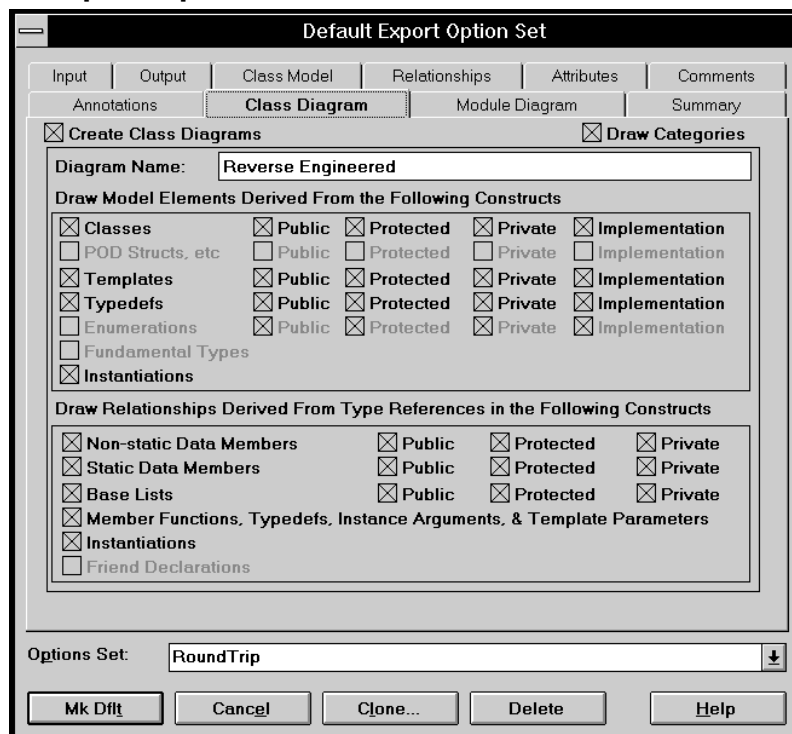 Default Export Option Set
Input Output Class Model Relationships Attributes Comments
Annotations Class Diagram Module Diagram Summary
Create Class Diagrams Draw Categories
Diagram Name: Reverse Engineered
Draw Model Elements Derived From the Following Constructs
Classes Public Protected Private Implementation
POD Structs, etc Public Protected Private Implementation
Templates Public Protected Private Implementation
Typedefs Public Protected Private Implementation
Enumerations Public Protected Private Implementation
Fundamental Types
Instantiations
Draw Relationships Derived From Type References in the Following Constructs
Non-static Data Members Public Protected Private
Static Data Members Public Protected Private
Base Lists Public Protected Private
Member Functions, Typedefs, Instance Arguments, & Template Parameters
Instantiations
Friend Declarations
Options Set: RoundTrip
Mk Dflt Cancel Clone... Delete Help